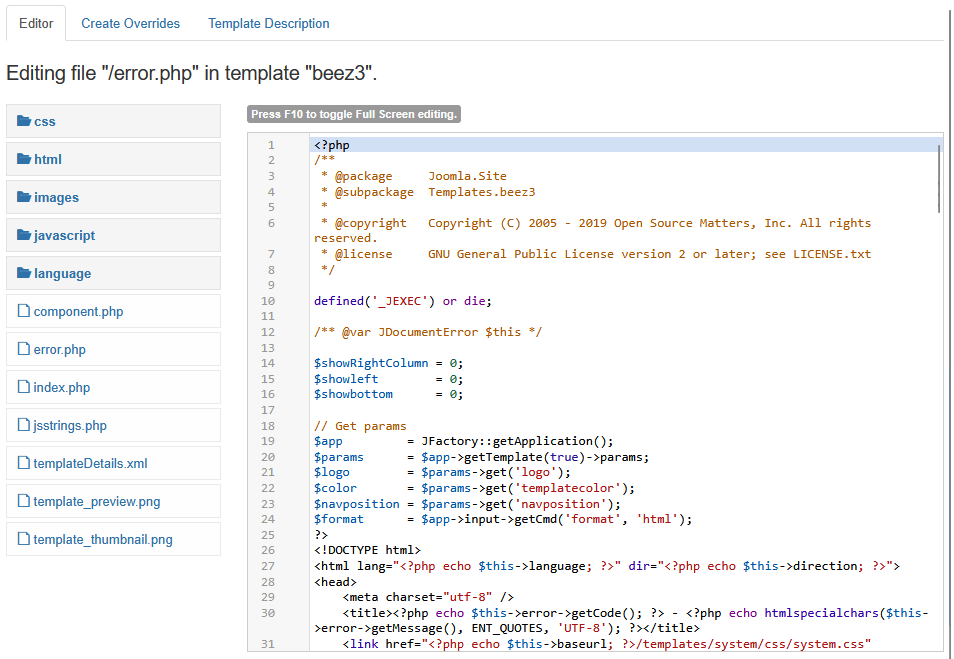 Editor Create Overrides Template Description
Editing file "/error.php" in template "beez3".
css
html
images
javascript
language
component.php
error.php
index.php
jsstrings.php
templateDetails.xml
template_preview.png
template_thumbnail.png
Press F10 to toggle Full Screen editing.
1 <?php
2 /**
3  * @package     Joomla.Site
4  * @subpackage  Templates.beez3
5  *
6  * @copyright   Copyright (C) 2005 - 2019 Open Source Matters, Inc. All rights
reserved.
7  * @license     GNU General Public License version 2 or later; see LICENSE.txt
8  */
9
10 defined('_JEXEC') or die;
11
12 /** @var JDocumentError $this */
13
14 $showRightColumn = 0;
15 $showleft        = 0;
16 $showbottom      = 0;
17
18 // Get params
19 $app         = JFactory::getApplication();
20 $params      = $app->getTemplate(true)->params;
21 $logo        = $params->get('logo');
22 $color       = $params->get('templatecolor');
23 $navposition = $params->get('navposition');
24 $format      = $app->input->getCmd('format', 'html');
25 ?>
26 <!DOCTYPE html>
27 <html lang="<?php echo $this->language; ?>" dir="<?php echo $this->direction; ?>">
28 <head>
29     <meta charset="utf-8" />
30     <title><?php echo $this->error->getCode(); ?> - <?php echo htmlspecialchars($this-
>error->getMessage(), ENT_QUOTES, 'UTF-8'); ?></title>
31     <link href="<?php echo $this->baseurl; ?>/templates/system/css/system.css"